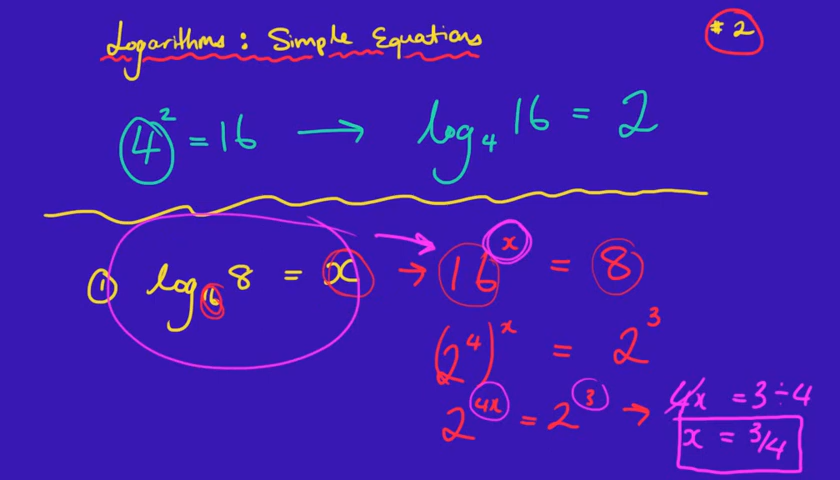 Logarithms: Simple Equations
# 2
4² = 16 → log₄ 16 = 2
① log₁₆ 8 = x → 16ˣ = 8
(2⁴)ˣ = 2³
2⁴ˣ = 2³ → 4x = 3 ÷ 4
x = 3/4